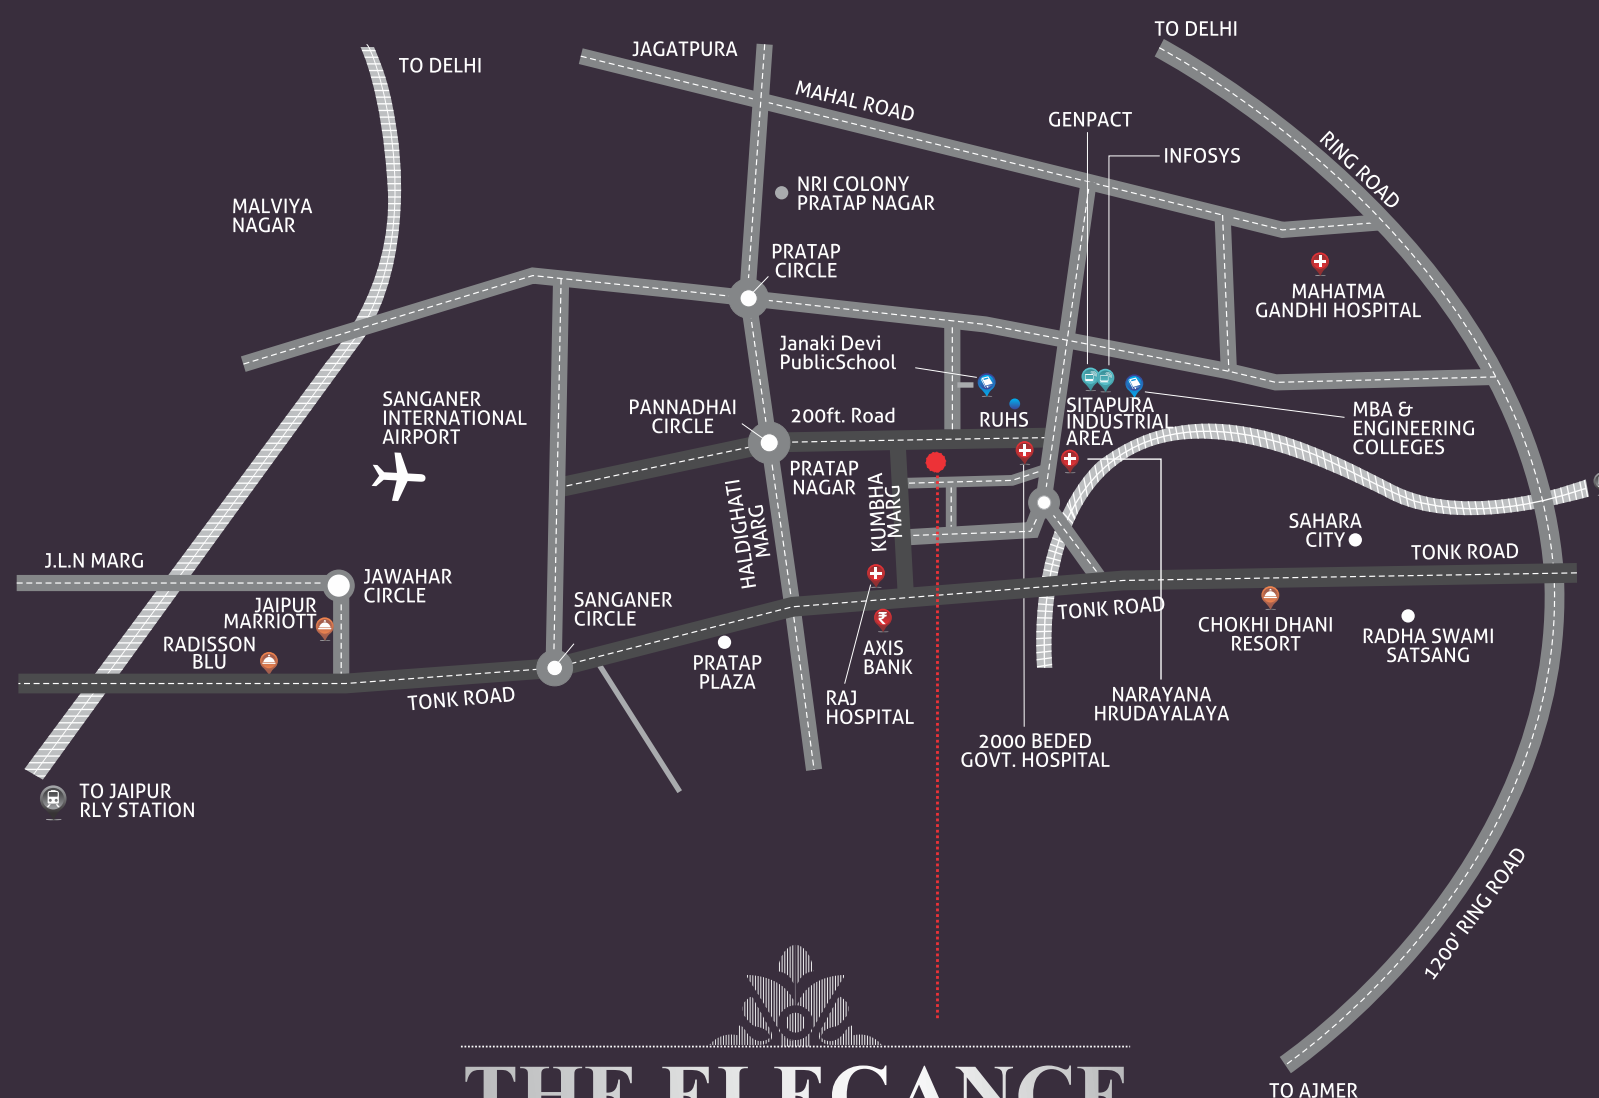 TO DELHI
JAGATPURA
TO DELHI
MAHAL ROAD
GENPACT
INFOSYS
RING ROAD
NRI COLONY
PRATAP NAGAR
MALVIYA
NAGAR
PRATAP
CIRCLE
MAHATMA
GANDHI HOSPITAL
Janaki Devi
PublicSchool
SANGANER
INTERNATIONAL
AIRPORT
PANNADHAI
CIRCLE
200ft. Road
RUHS
SITAPURA
INDUSTRIAL
AREA
MBA &
ENGINEERING
COLLEGES
PRATAP
NAGAR
HALDIGHATI
MARG
KUMBHA
MARG
SAHARA
CITY
TONK ROAD
J.L.N MARG
JAWAHAR
CIRCLE
JAIPUR
MARRIOTT
RADISSON
BLU
SANGANER
CIRCLE
TONK ROAD
CHOKHI DHANI
RESORT
RADHA SWAMI
SATSANG
PRATAP
PLAZA
AXIS
BANK
TONK ROAD
RAJ
HOSPITAL
NARAYANA
HRUDAYALAYA
2000 BEDED
GOVT. HOSPITAL
TO JAIPUR
RLY STATION
1200' RING ROAD
THE ELEGANCE
TO AJMER